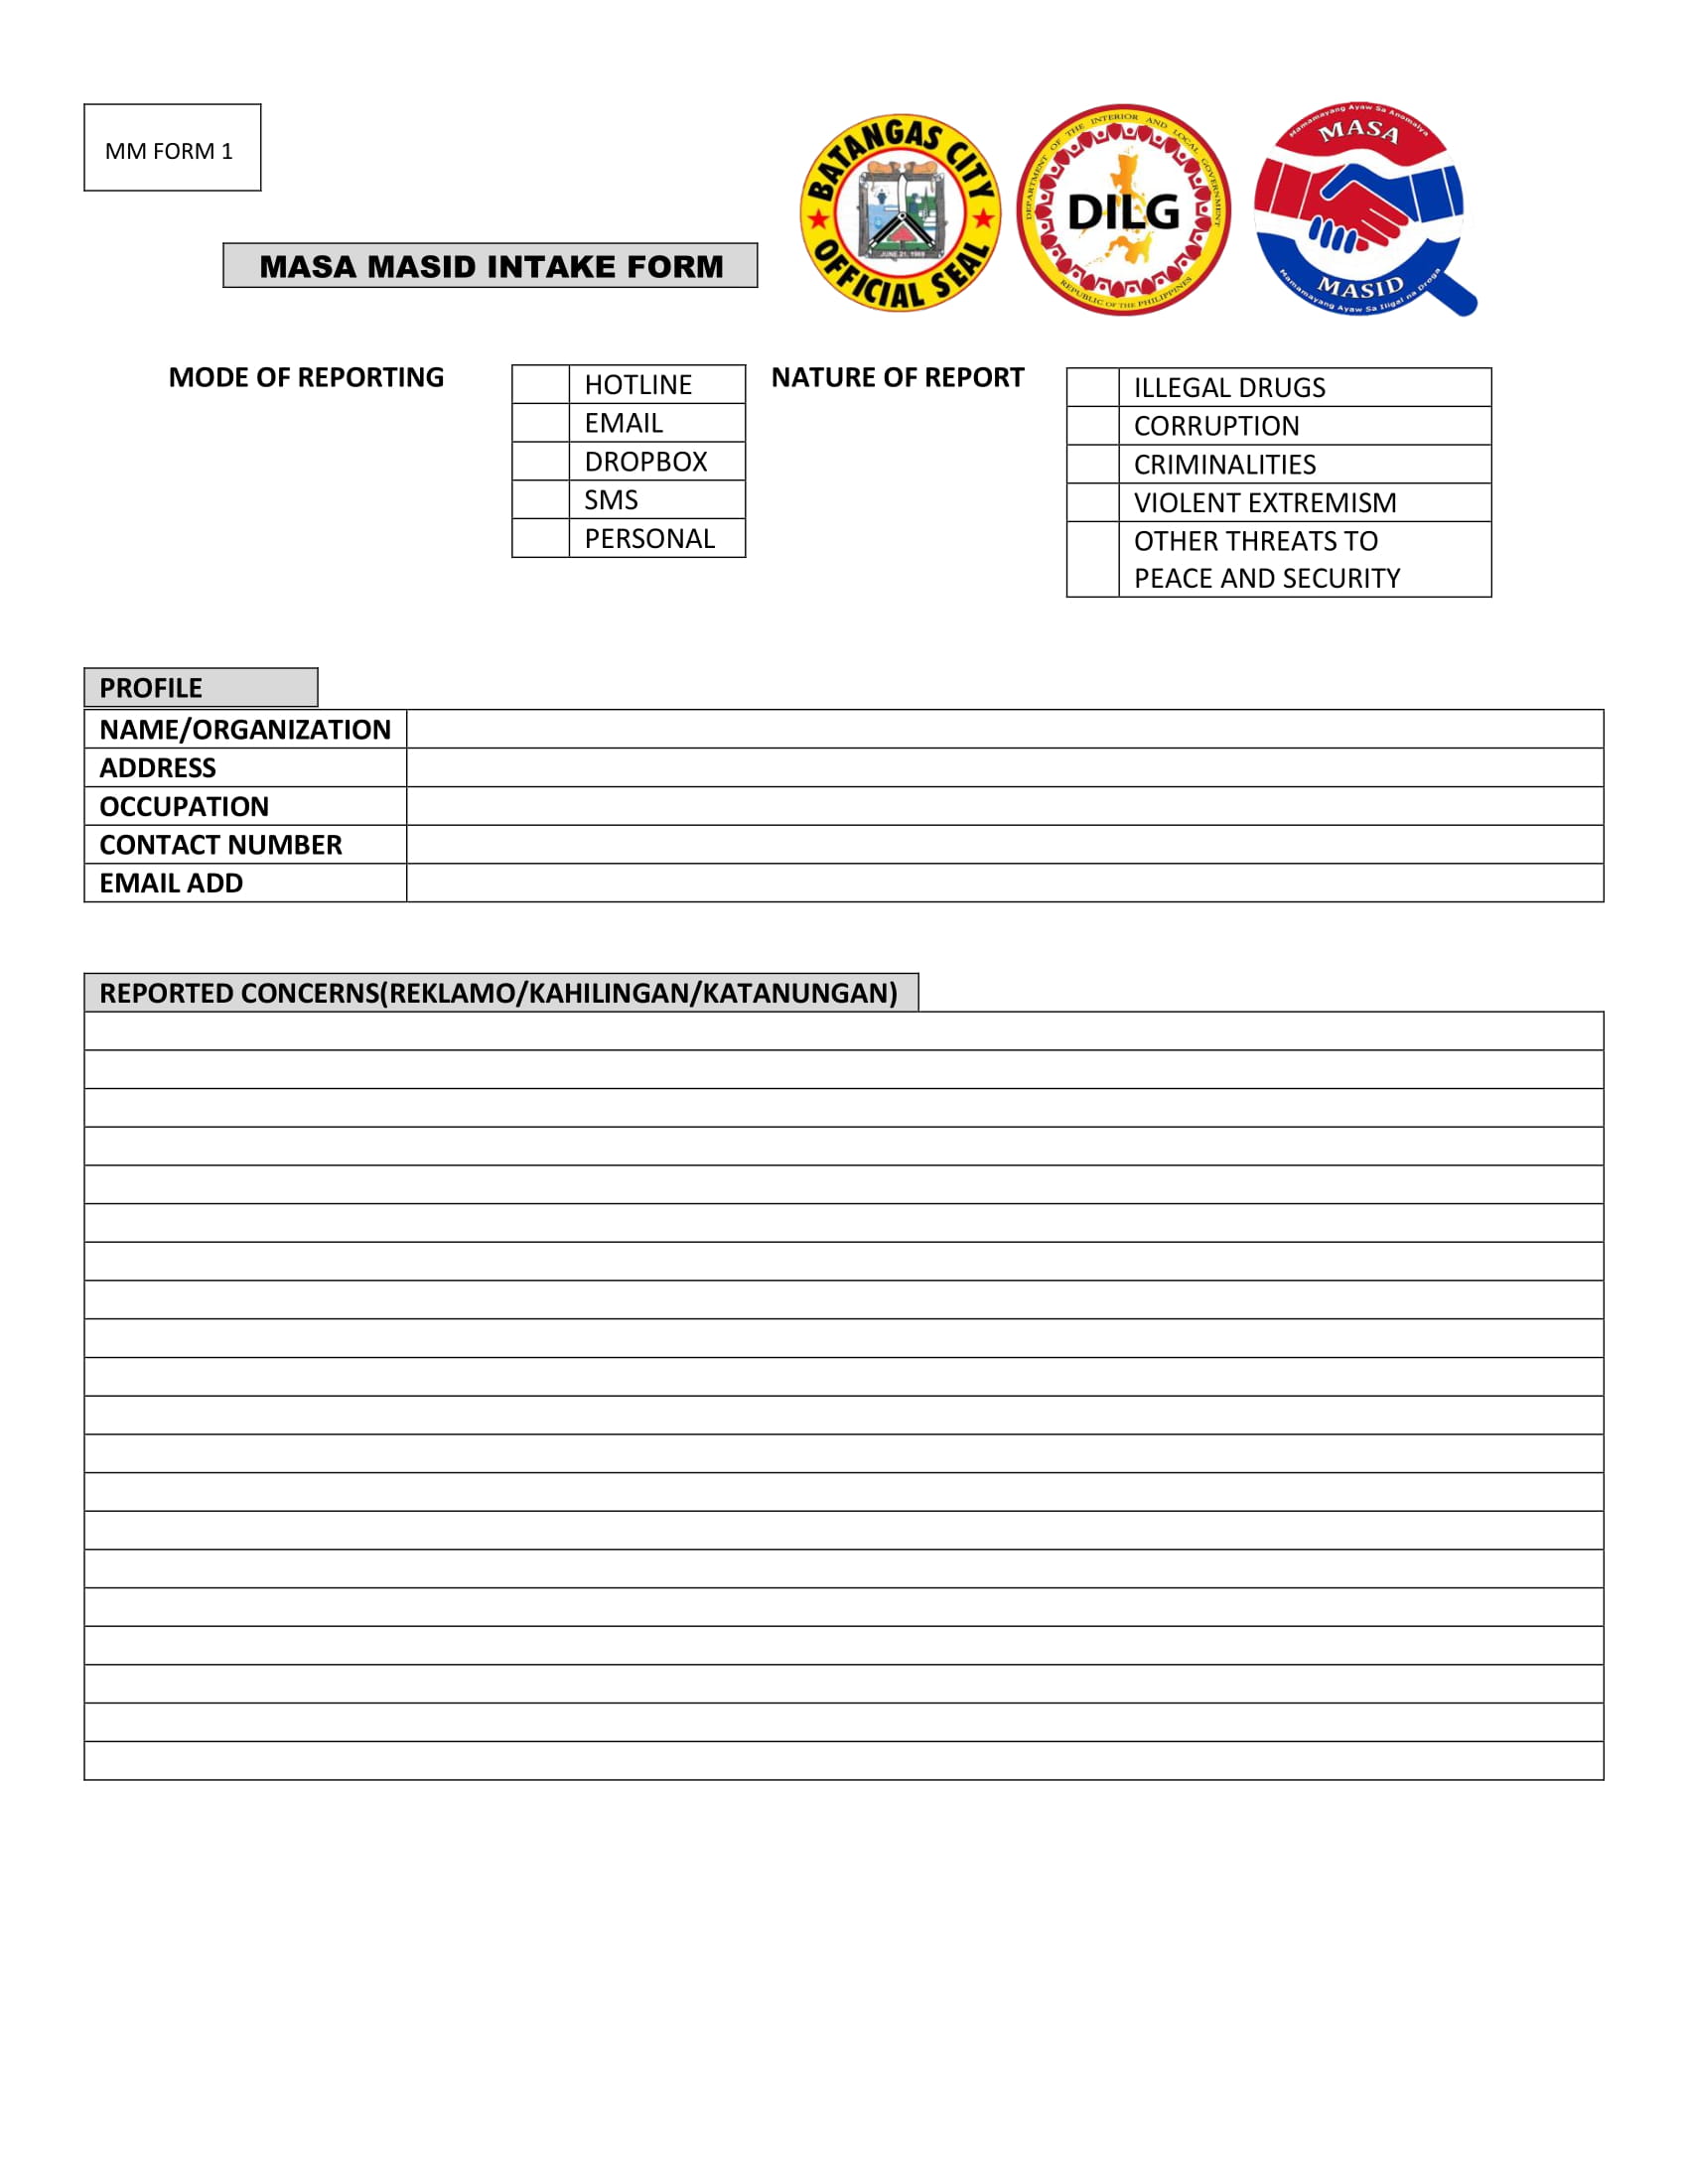 MM FORM 1
BATANGAS CITY
OFFICIAL SEAL
JUNE 21, 1969
DEPARTMENT OF THE INTERIOR AND LOCAL GOVERNMENT
DILG
REPUBLIC OF THE PHILIPPINES
Mamamayang Ayaw Sa Anomalya
MASA
MASID
Mamamayang Ayaw Sa Iligal na Droga
MASA MASID INTAKE FORM
MODE OF REPORTING
HOTLINE
EMAIL
DROPBOX
SMS
PERSONAL
NATURE OF REPORT
ILLEGAL DRUGS
CORRUPTION
CRIMINALITIES
VIOLENT EXTREMISM
OTHER THREATS TO
PEACE AND SECURITY
PROFILE
NAME/ORGANIZATION
ADDRESS
OCCUPATION
CONTACT NUMBER
EMAIL ADD
REPORTED CONCERNS(REKLAMO/KAHILINGAN/KATANUNGAN)